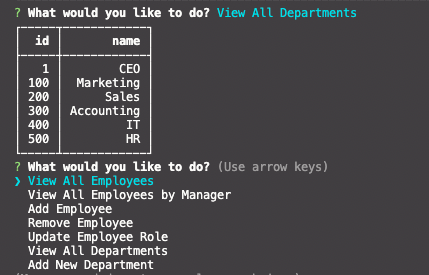 ? What would you like to do? View All Departments
id name
1 CEO
100 Marketing
200 Sales
300 Accounting
400 IT
500 HR
? What would you like to do? (Use arrow keys)
❯ View All Employees
View All Employees by Manager
Add Employee
Remove Employee
Update Employee Role
View All Departments
Add New Department